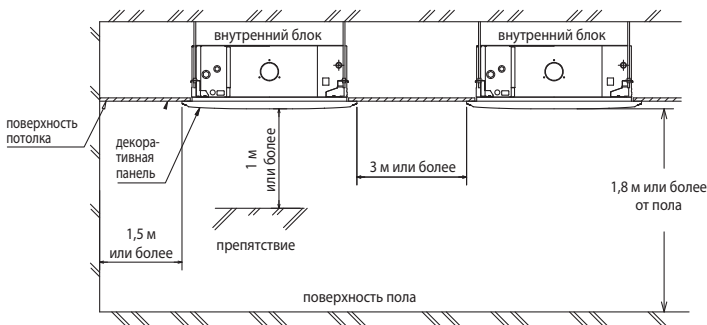 внутренний блок
внутренний блок
поверхность
потолка
декора-
тивная
панель
1 м
или более
3 м или более
1,8 м или более
от пола
1,5 м
или более
препятствие
поверхность пола